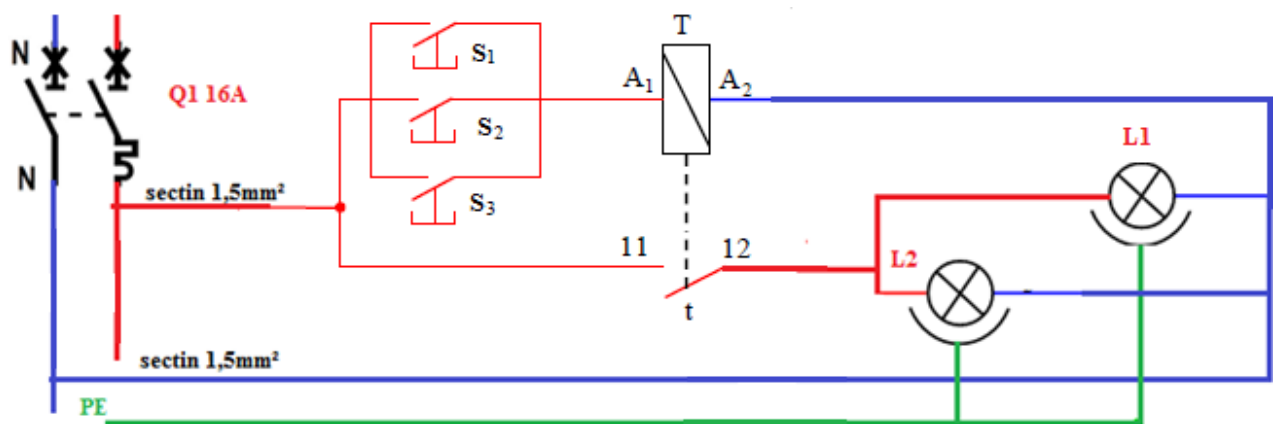 N
Q1 16A
N
sectin 1,5mm²
S1
S2
S3
T
A1
A2
11
12
t
L1
L2
sectin 1,5mm²
PE